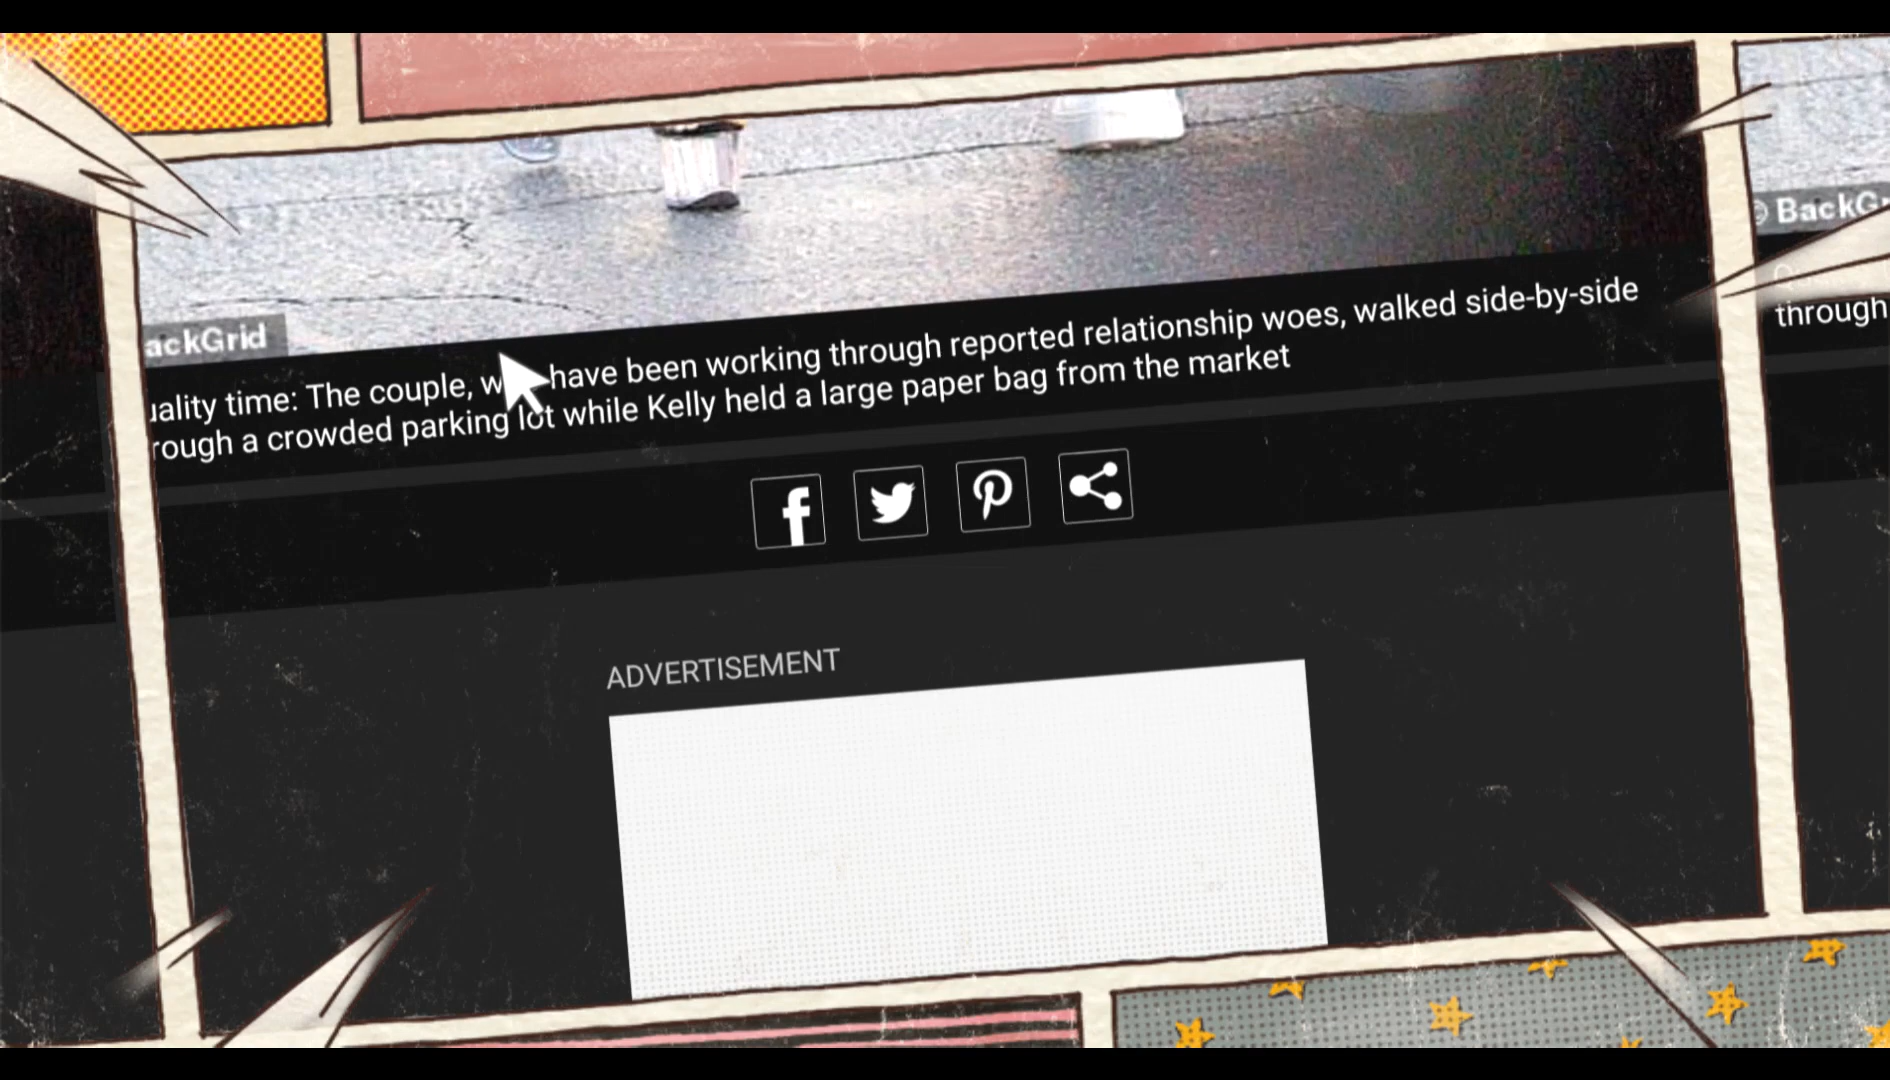 ackGrid
BackGr
uality time: The couple, w have been working through reported relationship woes, walked side-by-side
rough a crowded parking lot while Kelly held a large paper bag from the market
through
ADVERTISEMENT